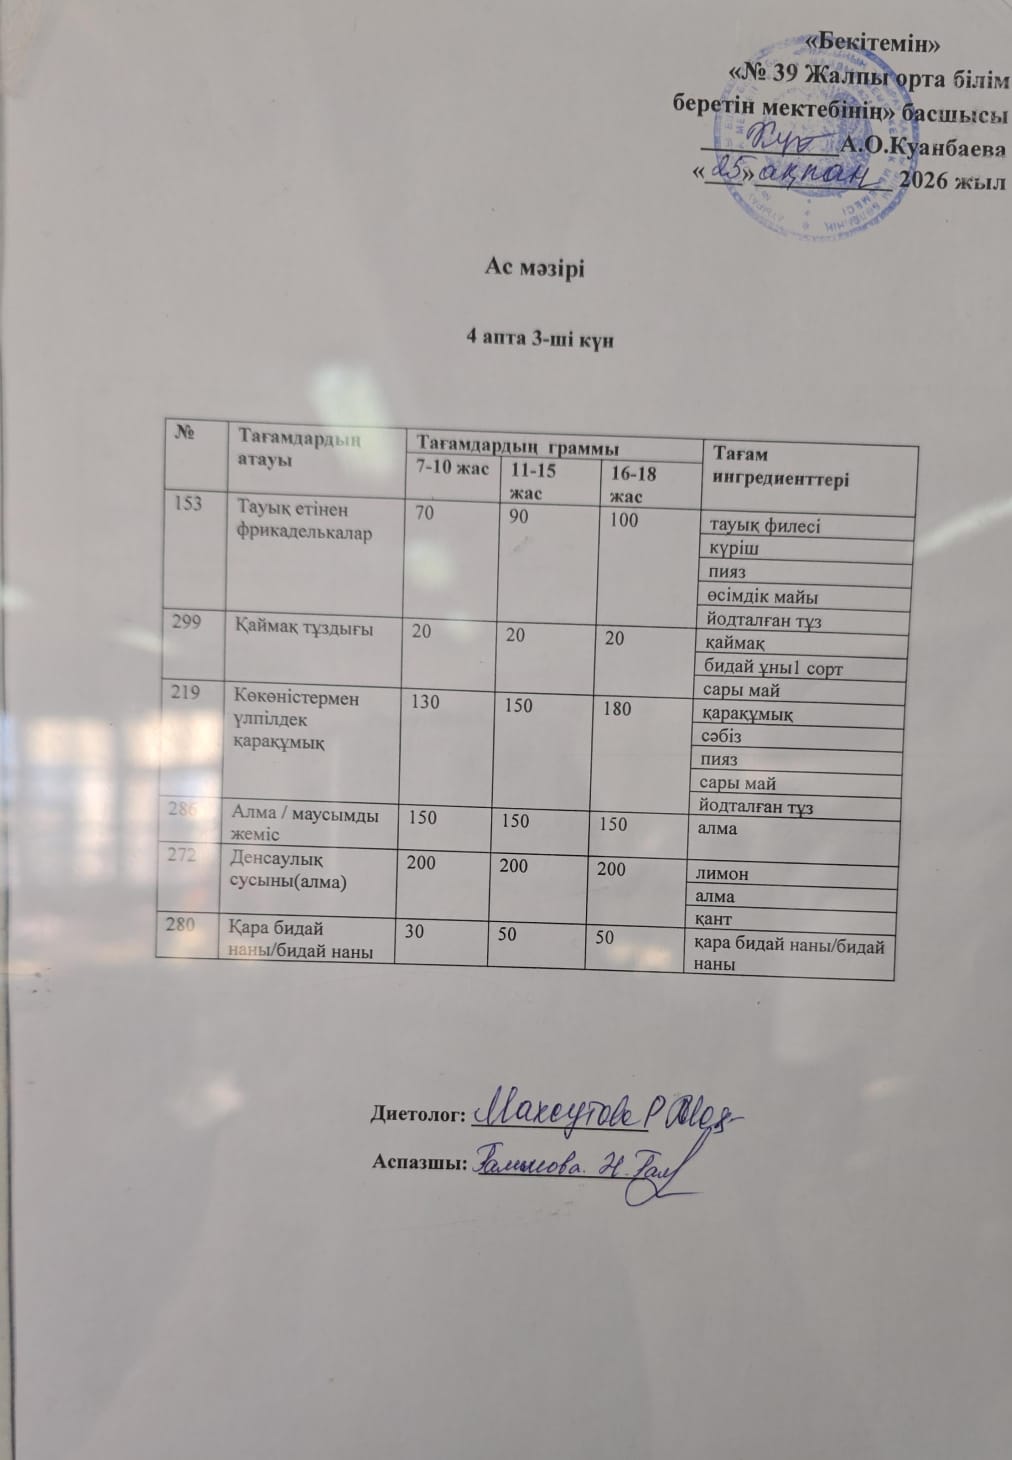 «Бекітемін»
«№ 39 Жалпы орта білім
беретін мектебінің» басшысы
А.О.Куанбаева
«25» ақпан 2026 жыл
Ас мәзірі
4 апта 3-ші күн
№
Тағамдардың атауы
Тағамдардың граммы
Тағам ингредиенттері
7-10 жас
11-15 жас
16-18 жас
153
Тауық етінен
фрикаделькалар
70
90
100
тауық филесі
күріш
пияз
өсімдік майы
йодталған тұз
299
Қаймақ тұздығы
20
20
20
қаймақ
бидай ұны1 сорт
сары май
219
Көкөністермен
үлпілдек
қарақұмық
130
150
180
қарақұмық
сәбіз
пияз
сары май
йодталған тұз
286
Алма / маусымды
жеміс
150
150
150
алма
272
Денсаулық
сусыны(алма)
200
200
200
лимон
алма
қант
280
Қара бидай
наны/бидай наны
30
50
50
қара бидай наны/бидай
наны
Диетолог: Махсутова Р
Аспазшы: